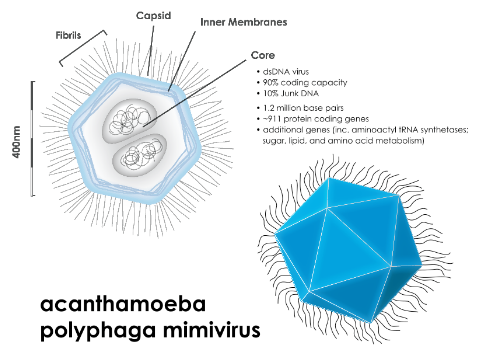 Capsid
Inner Membranes
Fibrils
Core
• dsDNA virus
• 90% coding capacity
• 10% Junk DNA
• 1.2 million base pairs
• ~911 protein coding genes
• additional genes (inc. aminoactyl tRNA synthetases;
sugar, lipid, and amino acid metabolism)
400nm
acanthamoeba
polyphaga mimivirus